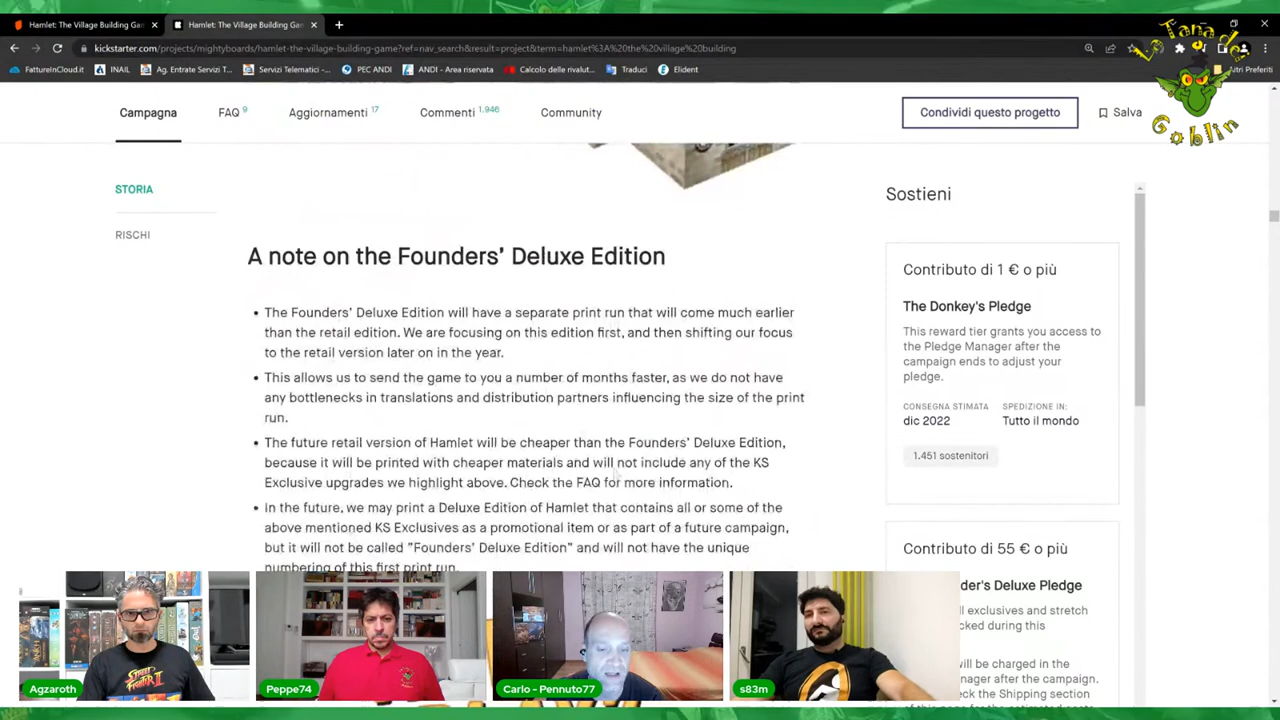 Hamlet: The Village Building Ga
Hamlet: The Village Building Ga
kickstarter.com/projects/mightyboards/hamlet-the-village-building-game?ref=nav_search&result=project&term=hamlet%3A%20the%20village%20building
FattureInCloud.it
INAIL
Ag. Entrate Servizi T...
Servizi Telematici -...
PEC ANDI
ANDI - Area riservata
Calcolo delle rivalut...
Traduci
Elident
Altri Preferiti
La Tana dei
Goblin
Campagna
FAQ 9
Aggiornamenti 17
Commenti 1.946
Community
Condividi questo progetto
Salva
STORIA
RISCHI
A note on the Founders' Deluxe Edition
• The Founders' Deluxe Edition will have a separate print run that will come much earlier
than the retail edition. We are focusing on this edition first, and then shifting our focus
to the retail version later on in the year.
• This allows us to send the game to you a number of months faster, as we do not have
any bottlenecks in translations and distribution partners influencing the size of the print
run.
• The future retail version of Hamlet will be cheaper than the Founders' Deluxe Edition,
because it will be printed with cheaper materials and will not include any of the KS
Exclusive upgrades we highlight above. Check the FAQ for more information.
• In the future, we may print a Deluxe Edition of Hamlet that contains all or some of the
above mentioned KS Exclusives as a promotional item or as part of a future campaign,
but it will not be called "Founders' Deluxe Edition" and will not have the unique
numbering of this first print run.
Sostieni
Contributo di 1 € o più
The Donkey's Pledge
This reward tier grants you access to
the Pledge Manager after the
campaign ends to adjust your
pledge.
CONSEGNA STIMATA
SPEDIZIONE IN:
dic 2022
Tutto il mondo
1.451 sostenitori
Contributo di 55 € o più
der's Deluxe Pledge
ll exclusives and stretch
cked during this
will be charged in the
anager after the campaign.
eck the Shipping section
Agzaroth
Peppe74
Carlo - Pennuto77
s83m